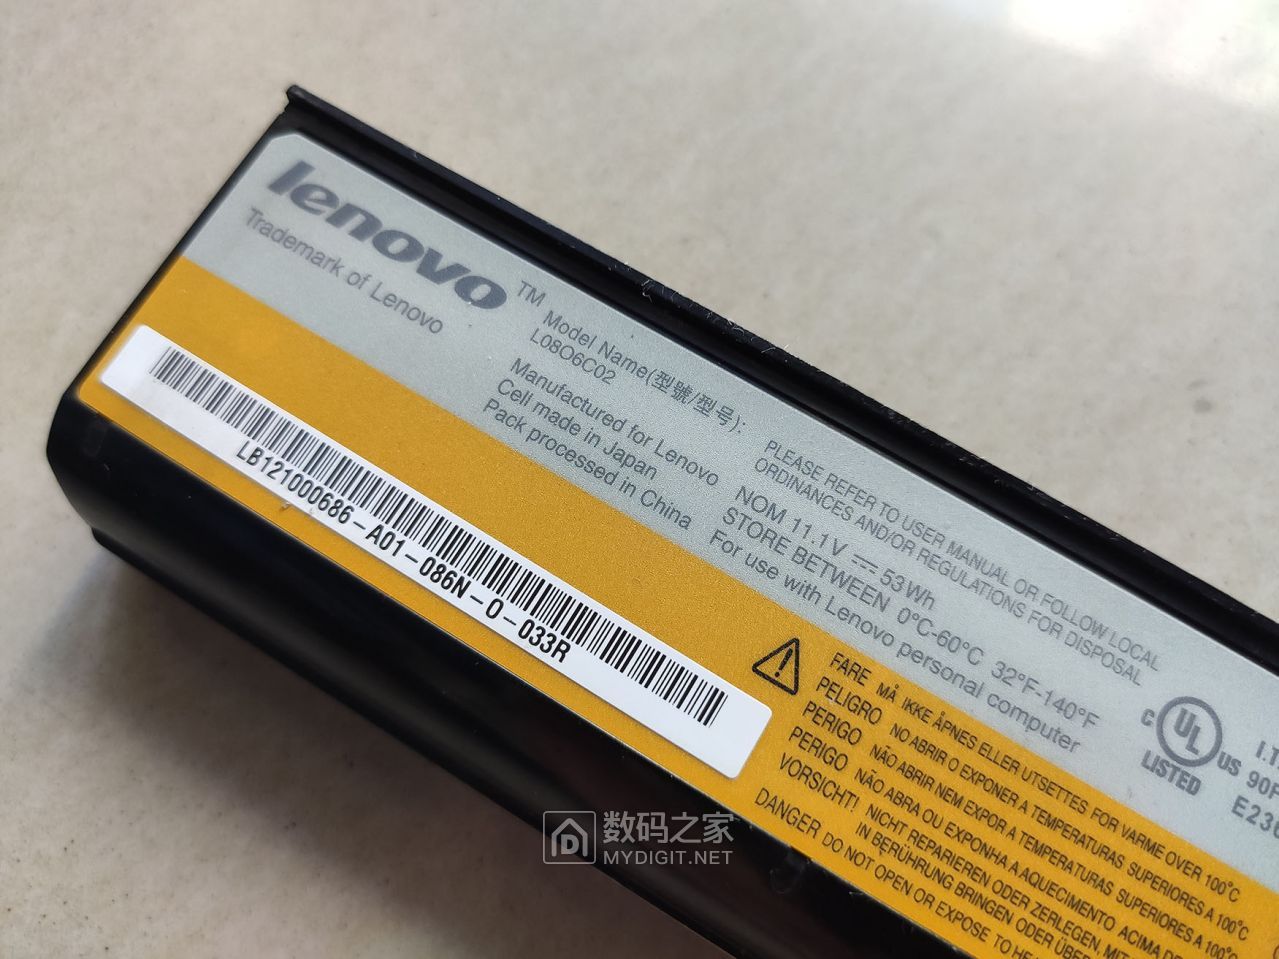 lenovo™
Trademark of Lenovo
Model Name(型號/型号):
L08O6C02
Manufactured for Lenovo
Cell made in Japan
Pack processed in China
PLEASE REFER TO USER MANUAL OR FOLLOW LOCAL
ORDINANCES AND/OR REGULATIONS FOR DISPOSAL
NOM 11.1V ⎓ 53Wh
STORE BETWEEN 0°C-60°C 32°F-140°F
For use with Lenovo personal computer
C UL US
LISTED
I.T.
LB121000686-A01-086N-0-033R
FARE MÅ IKKE ÅPNES ELLER UTSETTES FOR VARME OVER 100°C
PELIGRO NO ABRIR O EXPONER A TEMPERATURAS SUPERIORES A 100°C
PERIGO NÃO ABRIR NEM EXPOR A TEMPERATURAS SUPERIORES A 100°C
PERIGO NÃO ABRA OU EXPONHA A AQUECIMENTO ACIMA DE
VORSICHT! NICHT REPARIEREN ODER ZERLEGEN, MIT
IN BERÜHRUNG BRINGEN ODER ÜBER
DANGER DO NOT OPEN OR EXPOSE TO
数码之家
MYDIGIT.NET